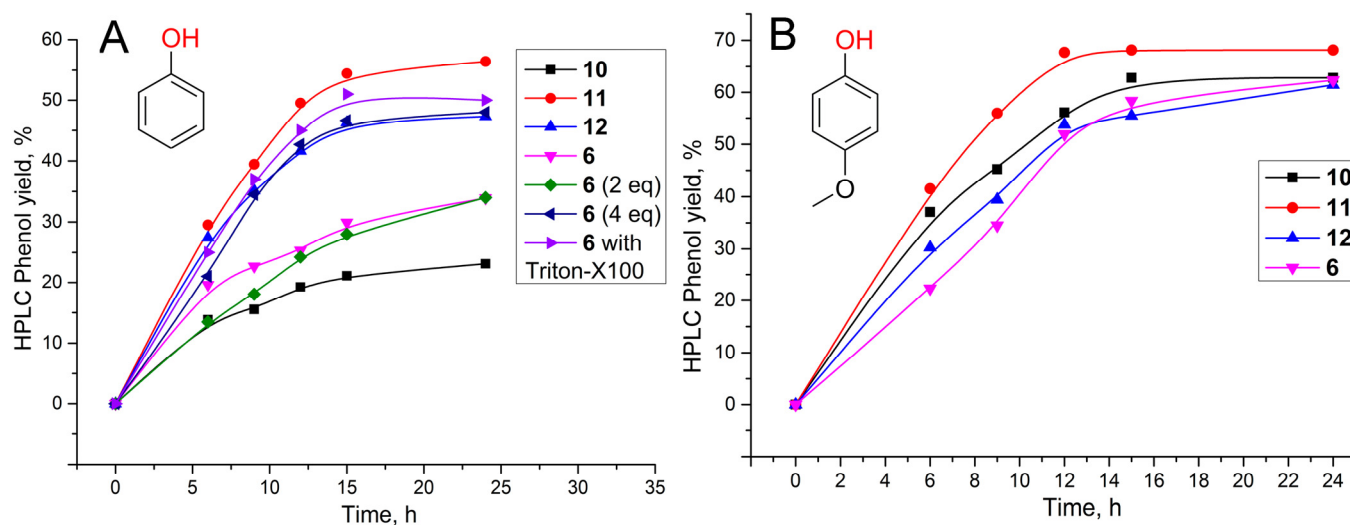 A
OH
HPLC Phenol yield, %
60
50
40
30
20
10
0
0 5 10 15 20 25 30 35
Time, h
10
11
12
6
6 (2 eq)
6 (4 eq)
6 with
Triton-X100
B
OH
O
HPLC Phenol yield, %
70
60
50
40
30
20
10
0
-10
0 2 4 6 8 10 12 14 16 18 20 22 24
Time, h
10
11
12
6